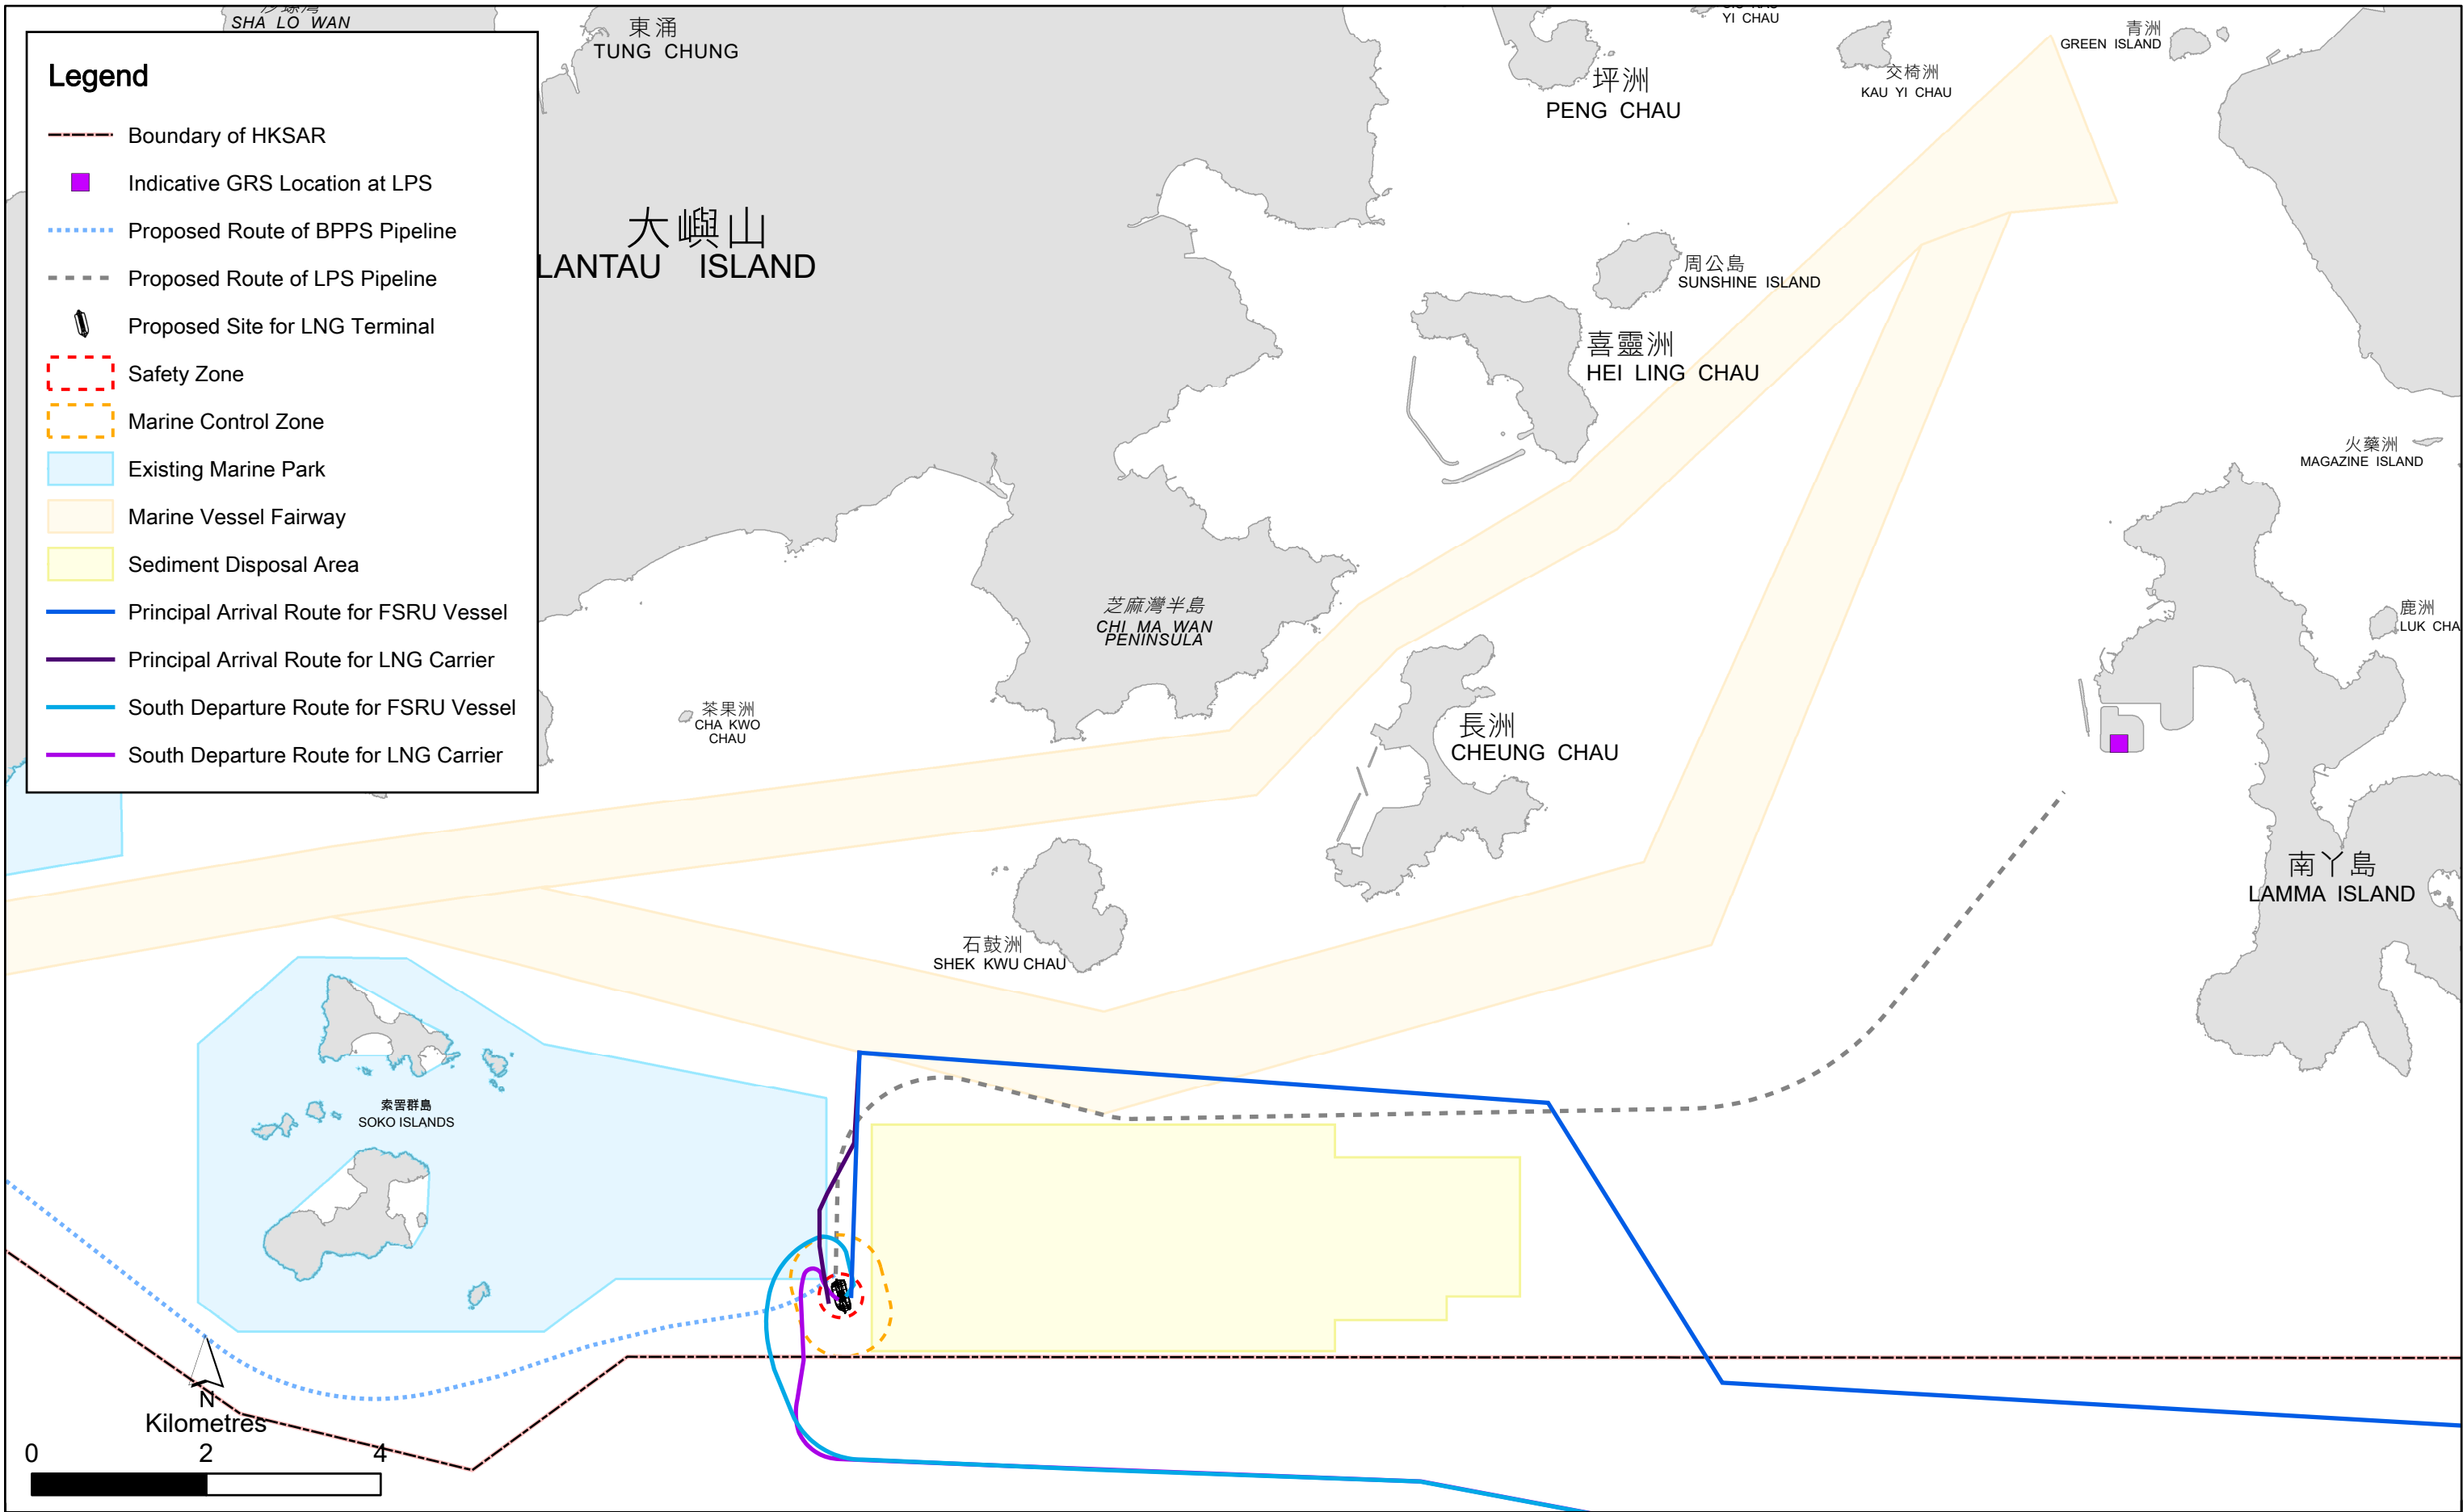 SHA LO WAN
東涌
TUNG CHUNG
YI CHAU
青洲
GREEN ISLAND
坪洲
PENG CHAU
交椅洲
KAU YI CHAU
Legend
Boundary of HKSAR
Indicative GRS Location at LPS
Proposed Route of BPPS Pipeline
Proposed Route of LPS Pipeline
Proposed Site for LNG Terminal
Safety Zone
Marine Control Zone
Existing Marine Park
Marine Vessel Fairway
Sediment Disposal Area
Principal Arrival Route for FSRU Vessel
Principal Arrival Route for LNG Carrier
South Departure Route for FSRU Vessel
South Departure Route for LNG Carrier
大嶼山
LANTAU ISLAND
周公島
SUNSHINE ISLAND
喜靈洲
HEI LING CHAU
火藥洲
MAGAZINE ISLAND
芝麻灣半島
CHI MA WAN
PENINSULA
鹿洲
LUK CHA
茶果洲
CHA KWO
CHAU
長洲
CHEUNG CHAU
南丫島
LAMMA ISLAND
石鼓洲
SHEK KWU CHAU
索罟群島
SOKO ISLANDS
N
Kilometres
0 2 4